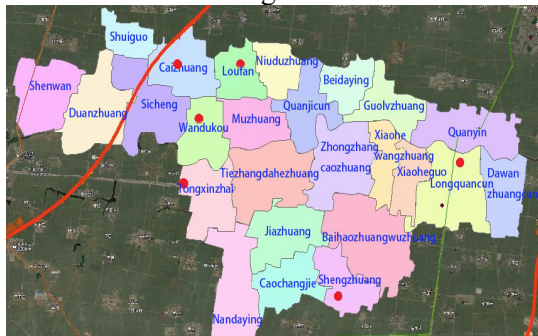 Shuiguo
Caizhuang
Loufan
Niuduzhuang
Beidaying
Shenwan
Duanzhuang
Sicheng
Quanjicun
Guolvzhuang
Wandukou
Muzhuang
Zhongzhang
caozhuang
Xiaohe
wangzhuang
Quanyin
Tiezhangdahezhuang
Xiaoheguo
Longquancun
Dawan
Tongxinzhai
Jiazhuang
Baihaozhuangwuzhuang
Caochangjie
Shengzhuang
Nandaying